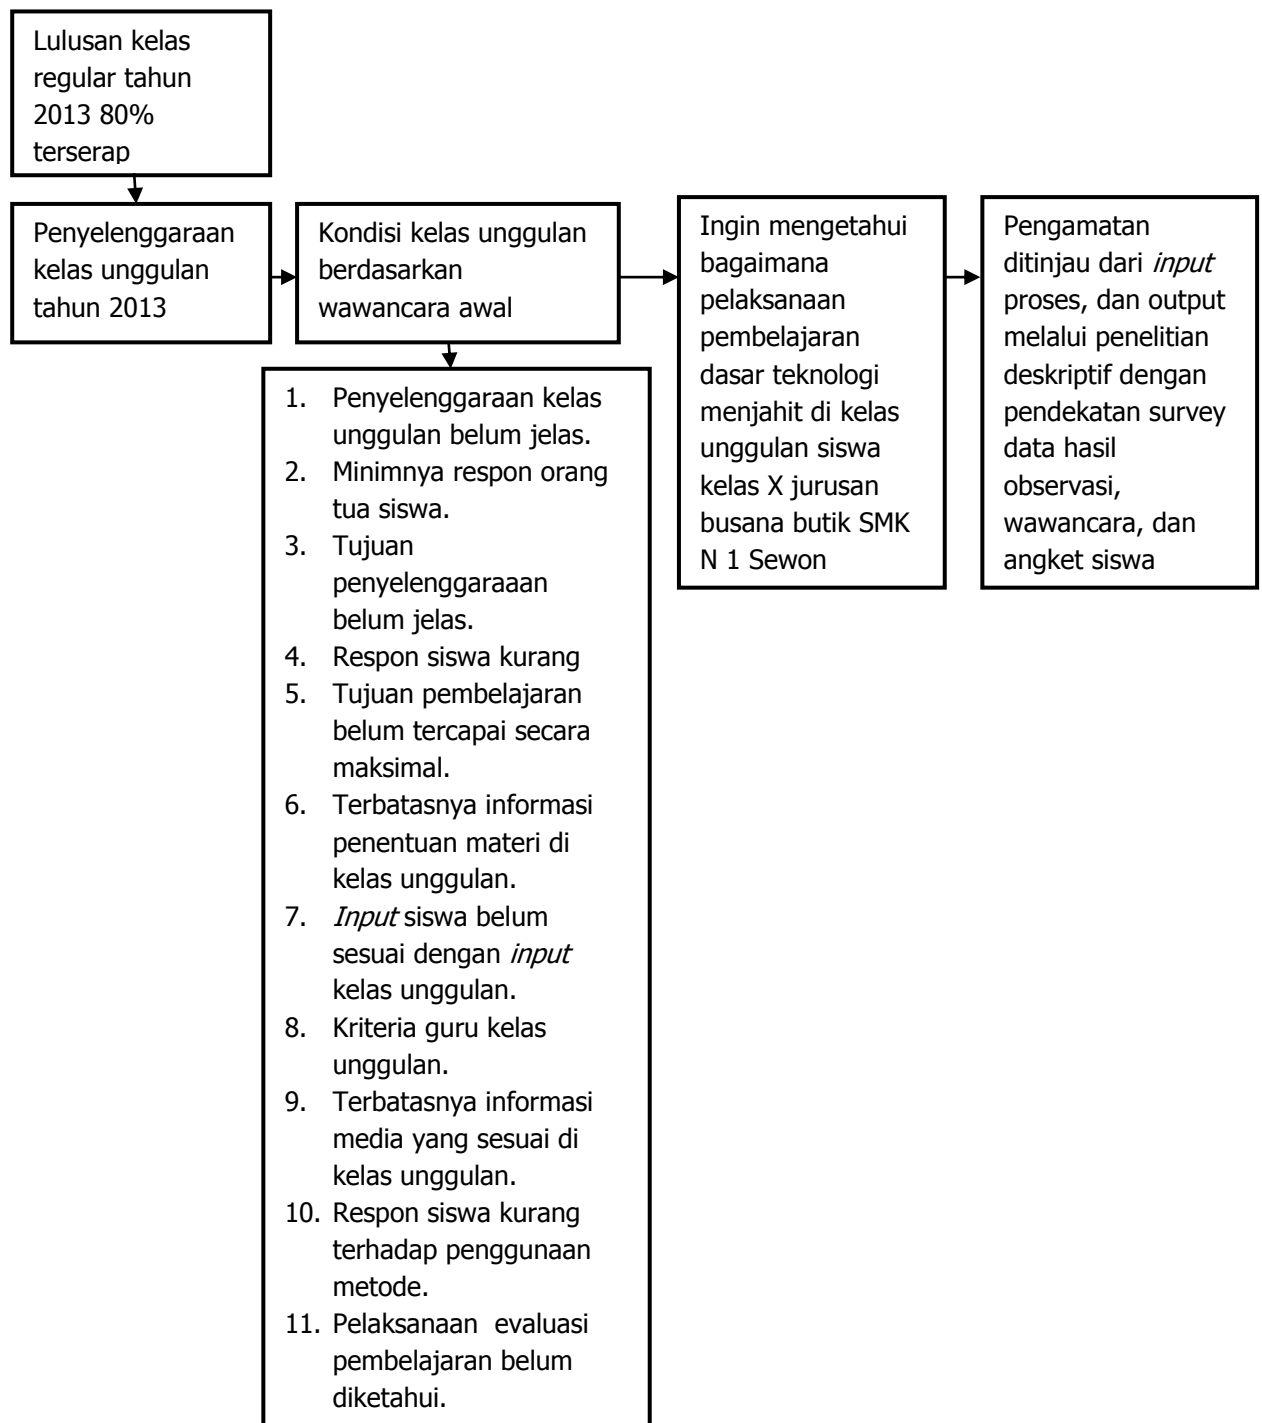 Lulusan kelas
regular tahun
2013 80%
terserap
Penyelenggaraan
kelas unggulan
tahun 2013
Kondisi kelas unggulan
berdasarkan
wawancara awal
1. Penyelenggaraan kelas
unggulan belum jelas.
2. Minimnya respon orang
tua siswa.
3. Tujuan
penyelenggaraaan
belum jelas.
4. Respon siswa kurang
5. Tujuan pembelajaran
belum tercapai secara
maksimal.
6. Terbatasnya informasi
penentuan materi di
kelas unggulan.
7. Input siswa belum
sesuai dengan input
kelas unggulan.
8. Kriteria guru kelas
unggulan.
9. Terbatasnya informasi
media yang sesuai di
kelas unggulan.
10. Respon siswa kurang
terhadap penggunaan
metode.
11. Pelaksanaan evaluasi
pembelajaran belum
diketahui.
Ingin mengetahui
bagaimana
pelaksanaan
pembelajaran
dasar teknologi
menjahit di kelas
unggulan siswa
kelas X jurusan
busana butik SMK
N 1 Sewon
Pengamatan
ditinjau dari input
proses, dan output
melalui penelitian
deskriptif dengan
pendekatan survey
data hasil
observasi,
wawancara, dan
angket siswa